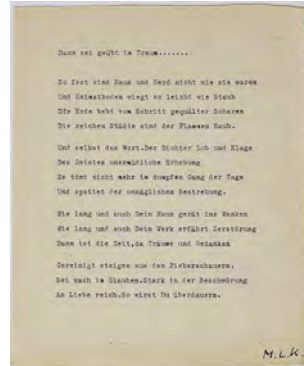 Dann sei geübt im Traum.......
So fest sind Haus und Herd nicht wie sie waren
Und Heimatboden wiegt so leicht wie Staub
Die Erde bebt vom Schritt gequälter Scharen
Die reichen Städte sind der Flammen Raub.
Und selbst das Wort.Der Dichter Lob und Klage
Des Geistes unermüdliche Erhebung
Es tönt nicht mehr im dumpfen Gang der Tage
Und spottet der unsäglichen Bestrebung.
Wie lang und auch Dein Haus gerät ins Wanken
Wie lang und auch Dein Werk erfährt Zerstörung
Dann ist die Zeit,da Träume und Gedanken
Gereinigt steigen aus den Fieberschauern.
Sei wach im Glauben.Stark in der Beschwörung
An Liebe reich.So wirst Du überdauern.
M.L.K.